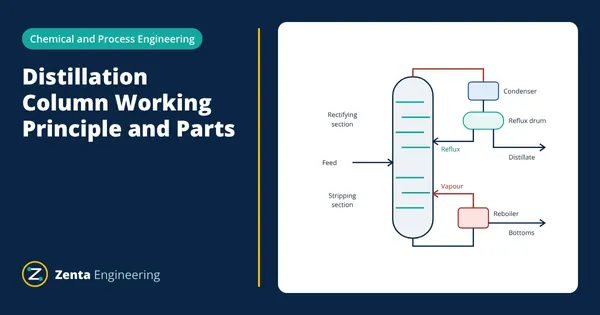 Chemical and Process Engineering
Distillation
Column Working
Principle and Parts
Zenta Engineering
Rectifying
section
Feed
Stripping
section
Condenser
Reflux drum
Reflux
Distillate
Vapour
Reboiler
Bottoms